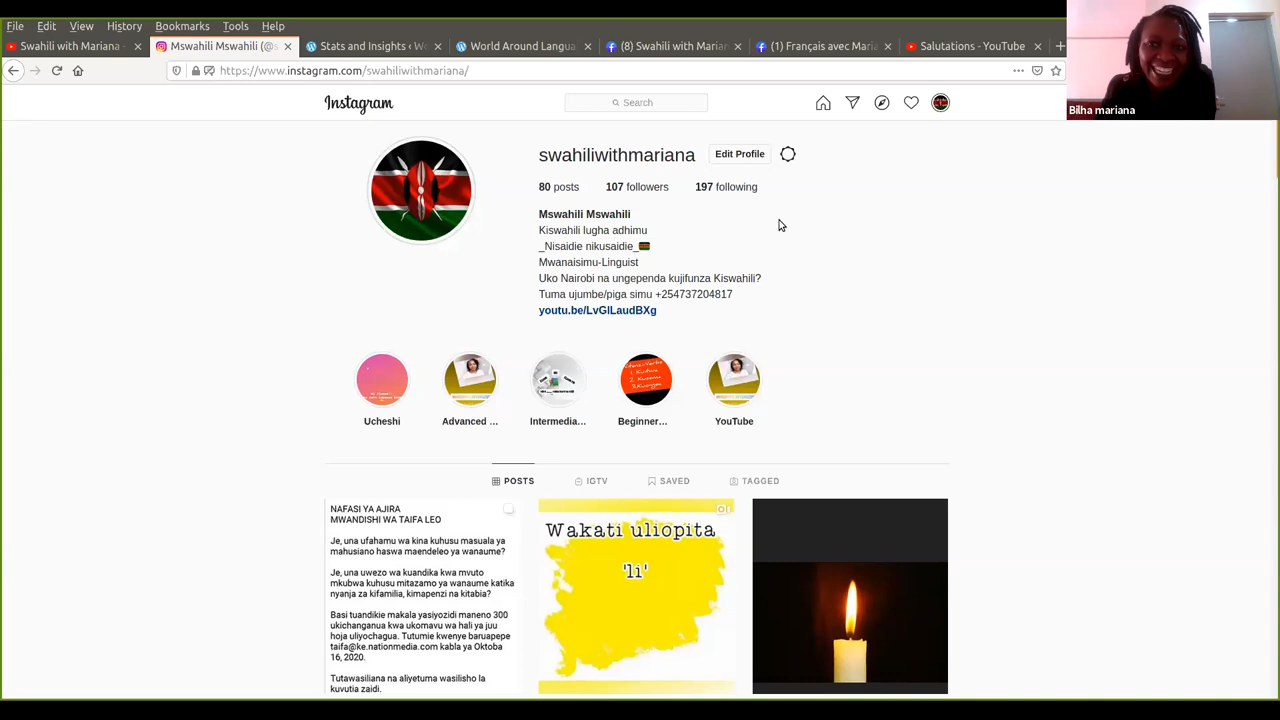 File Edit View History Bookmarks Tools Help
Swahili with Mariana - Mswahili Mswahili (@s Stats and Insights ‹ W World Around Langua (8) Swahili with Marian (1) Français avec Maria Salutations - YouTube
https://www.instagram.com/swahiliwithmariana/
Bilha mariana
Instagram Search
swahiliwithmariana Edit Profile
80 posts 107 followers 197 following
Mswahili Mswahili
Kiswahili lugha adhimu
_Nisaidie nikusaidie_
Mwanaisimu-Linguist
Uko Nairobi na ungependa kujifunza Kiswahili?
Tuma ujumbe/piga simu +254737204817
youtu.be/LvGlLaudBXg
Ucheshi Advanced ... Intermedia... Beginner... YouTube
POSTS IGTV SAVED TAGGED
NAFASI YA AJIRA
MWANDISHI WA TAIFA LEO
Je, una ufahamu wa kina kuhusu masuala ya
mahusiano haswa maendeleo ya wanaume?
Je, una uwezo wa kuandika kwa mvuto
mkubwa kuhusu mitazamo ya wanaume katika
nyanja za kifamilia, kimapenzi na kitabia?
Basi tuandikie makala yasiyozidi maneno 300
ukichanganua kwa ukomavu wa hali ya juu
hoja uliyochagua. Tutumie kwenye baruapepe
taifa@ke.nationmedia.com kabla ya Oktoba
16, 2020.
Tutawasiliana na aliyetuma wasilisho la
kuvutia zaidi.
Wakati uliopita
'li'